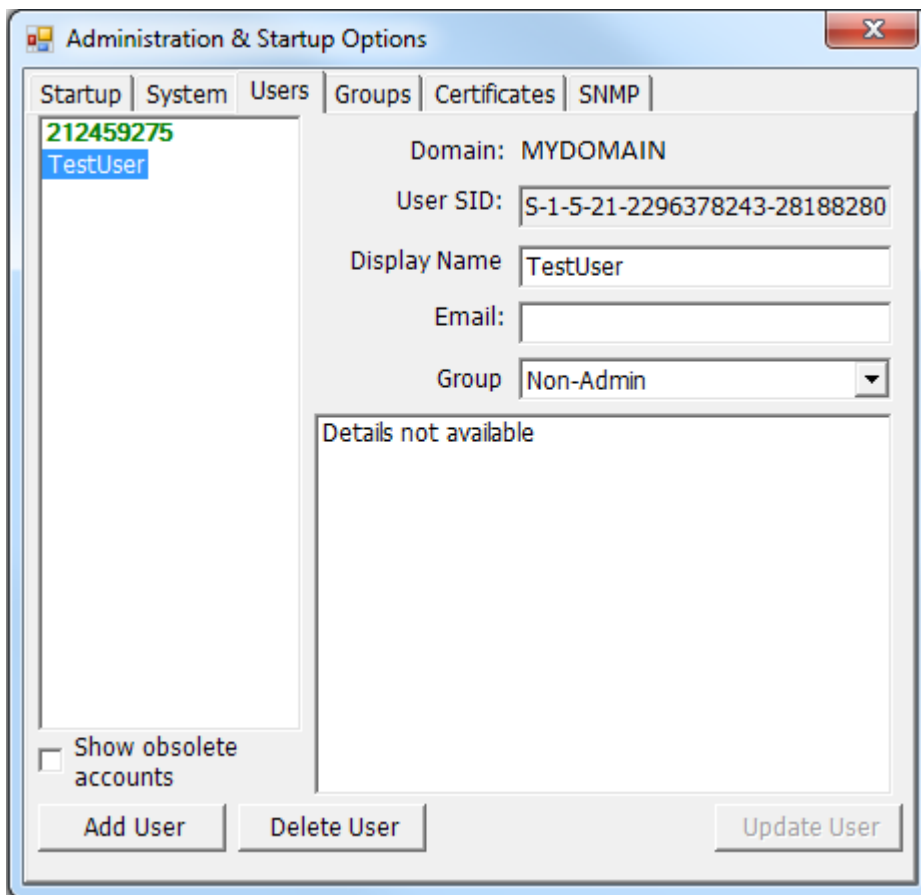 Administration & Startup Options
Startup System Users Groups Certificates SNMP
212459275
TestUser
Domain: MYDOMAIN
User SID: S-1-5-21-2296378243-28188280
Display Name TestUser
Email:
Group Non-Admin
Details not available
Show obsolete
accounts
Add User Delete User Update User